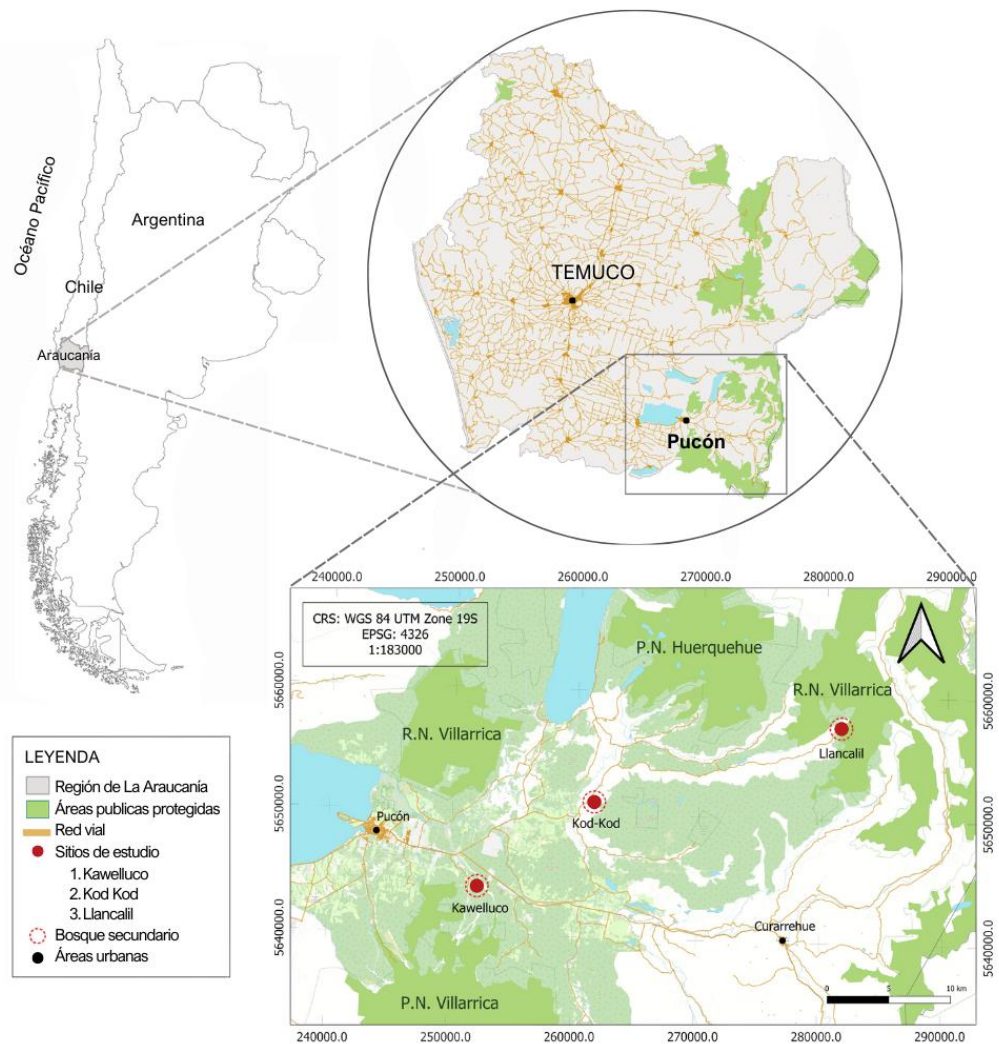 Océano Pacífico
Argentina
Chile
Araucanía
TEMUCO
Pucón
240000.0 250000.0 260000.0 270000.0 280000.0 290000.0
CRS: WGS 84 UTM Zone 19S
EPSG: 4326
1:183000
P.N. Huerquehue
R.N. Villarrica
R.N. Villarrica
Llancalil
Kod-Kod
Pucón
Kawelluco
Curarrehue
P.N. Villarrica
0 5 10 km
5660000.0
5650000.0
5640000.0
5660000.0
5650000.0
5640000.0
240000.0 250000.0 260000.0 270000.0 280000.0 290000.0
LEYENDA
Región de La Araucanía
Áreas publicas protegidas
Red vial
Sitios de estudio
1. Kawelluco
2. Kod Kod
3. Llancalil
Bosque secundario
Áreas urbanas